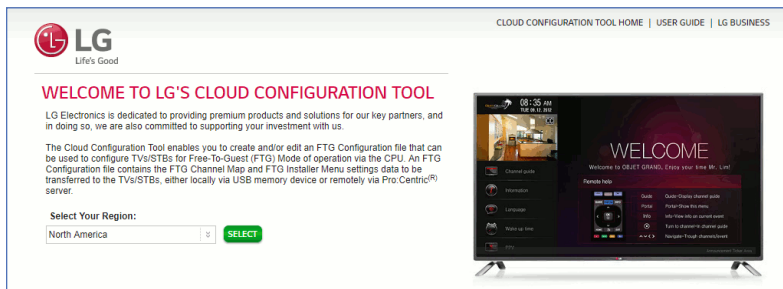 CLOUD CONFIGURATION TOOL HOME | USER GUIDE | LG BUSINESS
LG
Life's Good
WELCOME TO LG'S CLOUD CONFIGURATION TOOL
LG Electronics is dedicated to providing premium products and solutions for our key partners, and
in doing so, we are also committed to supporting your investment with us.
The Cloud Configuration Tool enables you to create and/or edit an FTG Configuration file that can
be used to configure TVs/STBs for Free-To-Guest (FTG) Mode of operation via the CPU. An FTG
Configuration file contains the FTG Channel Map and FTG Installer Menu settings data to be
transferred to the TVs/STBs, either locally via USB memory device or remotely via Pro:Centric(R)
server.
Select Your Region:
North America
SELECT
08:35 AM
TUE 09.12.2012
WELCOME
Welcome to OBJET GRAND, Enjoy your time Mr. Lim!
Channel guide
Information
Language
Wake up time
PTV
Remote help
Guide Guide-Display channel guide
Portal Portal-Show this menu
Info Info-View info on current event
Turn to channel-in channel guide
Navigate-Trough channels/event